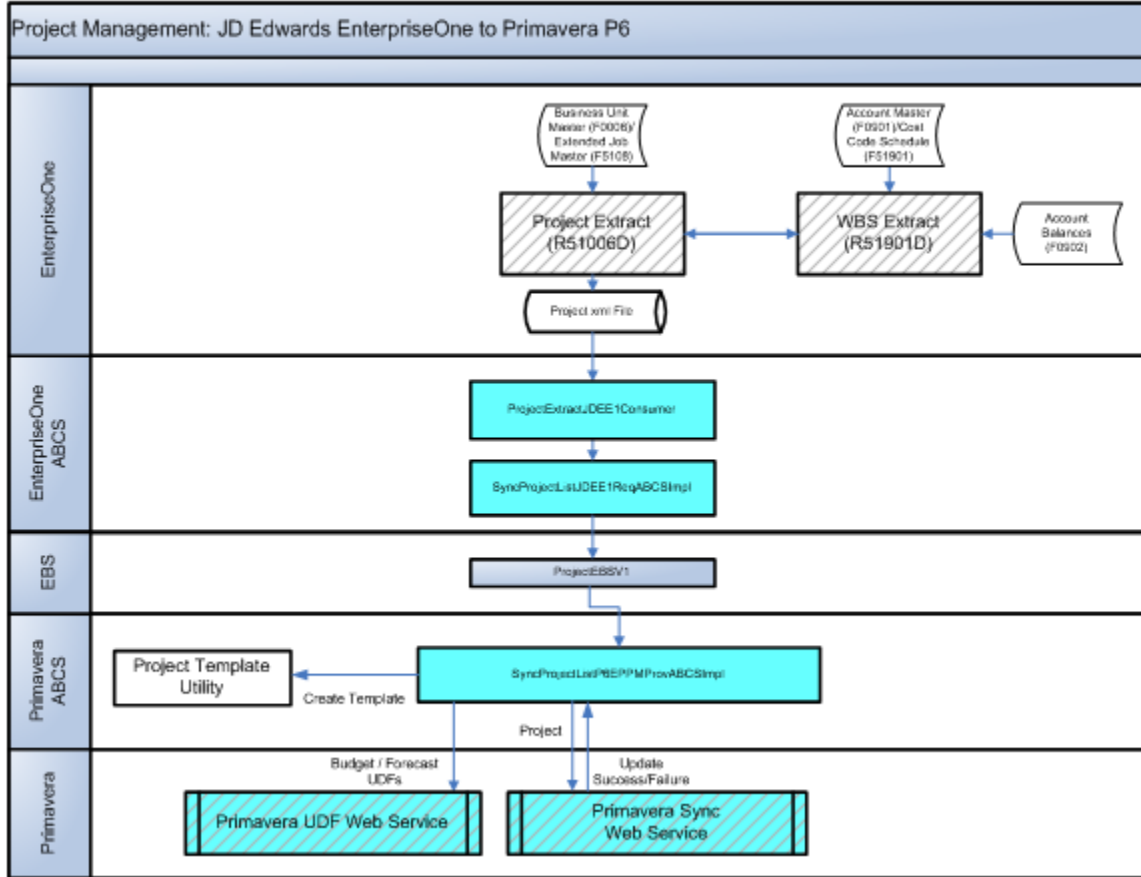 Project Management: JD Edwards EnterpriseOne to Primavera P6
EnterpriseOne
Business Unit
Master (F0006)/
Extended Job
Master (F5108)
Account Master
(F0901)/Cost
Code Schedule
(F51901)
Project Extract
(R51006D)
WBS Extract
(R51901D)
Account
Balances
(F0902)
Project xml File
EnterpriseOne
ABCS
ProjectExtractJDEE1Consumer
SyncProjectListJDEE1ReqABCSImpl
EBS
ProjectEBSV1
Primavera
ABCS
Project Template
Utility
Create Template
SyncProjectListP6EPPMProvABCSImpl
Project
Budget / Forecast
UDFs
Update
Success/Failure
Primavera
Primavera UDF Web Service
Primavera Sync
Web Service